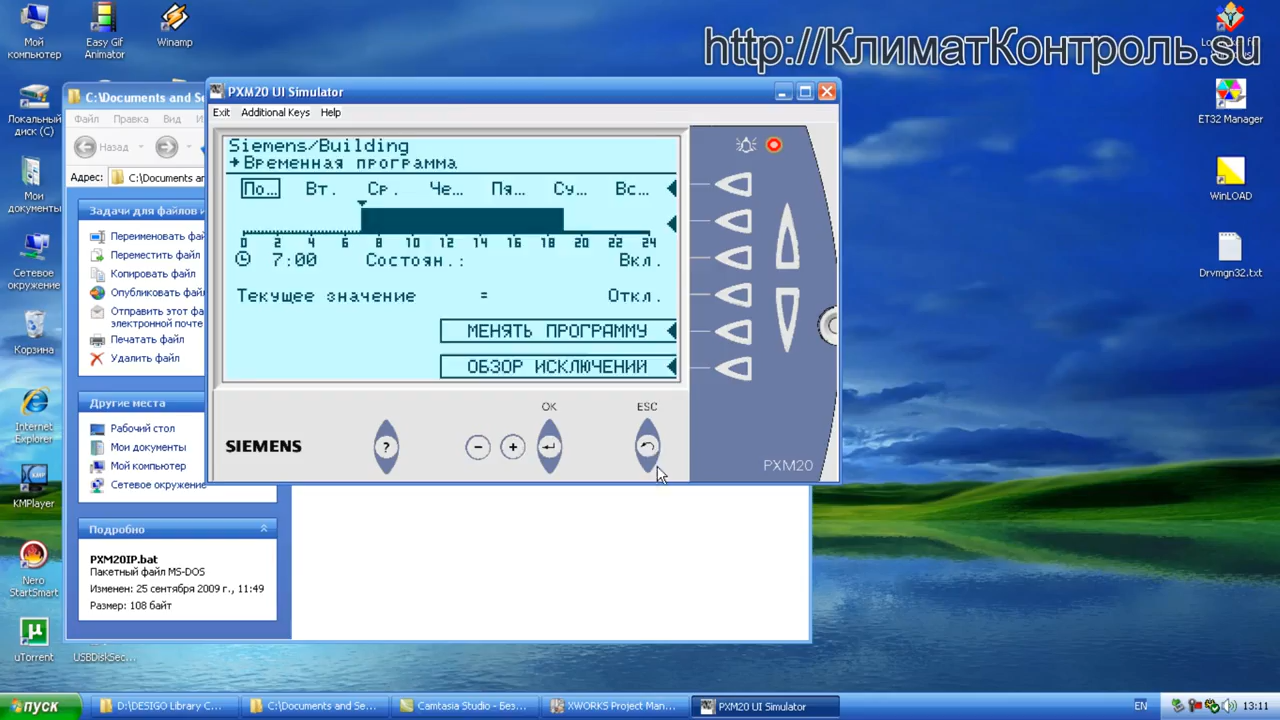 http://КлиматКонтроль.su
Мой компьютер
Easy Gif Animator
Winamp
Локальный диск (C:)
Мои документы
Сетевое окружение
Корзина
Internet Explorer
KMPlayer
Nero StartSmart
uTorrent
USBDiskSec...
ET32 Manager
WinLOAD
Drvmgn32.txt
C:\Documents and Se
Файл Правка Вид
Назад
Адрес: C:\Documents an
Задачи для файлов и
Переименовать фай
Переместить файл
Копировать файл
Опубликовать файл
Отправить этот фа
электронной почте
Печатать файл
Удалить файл
Другие места
Рабочий стол
Мои документы
Мой компьютер
Сетевое окружение
Подробно
PXM20IP.bat
Пакетный файл MS-DOS
Изменен: 25 сентября 2009 г., 11:49
Размер: 108 байт
PXM20 UI Simulator
Exit Additional Keys Help
Siemens/Building
Временная программа
По... Вт. Ср. Че... Пя... Су... Вс...
0 2 4 6 8 10 12 14 16 18 20 22 24
7:00 Состоян.: Вкл.
Текущее значение = Откл.
МЕНЯТЬ ПРОГРАММУ
ОБЗОР ИСКЛЮЧЕНИЙ
OK ESC
SIEMENS ? − +
PXM20
пуск
D:\DESIGO Library C...
C:\Documents and Se...
Camtasia Studio - Без...
XWORKS Project Man...
PXM20 UI Simulator
EN
13:11